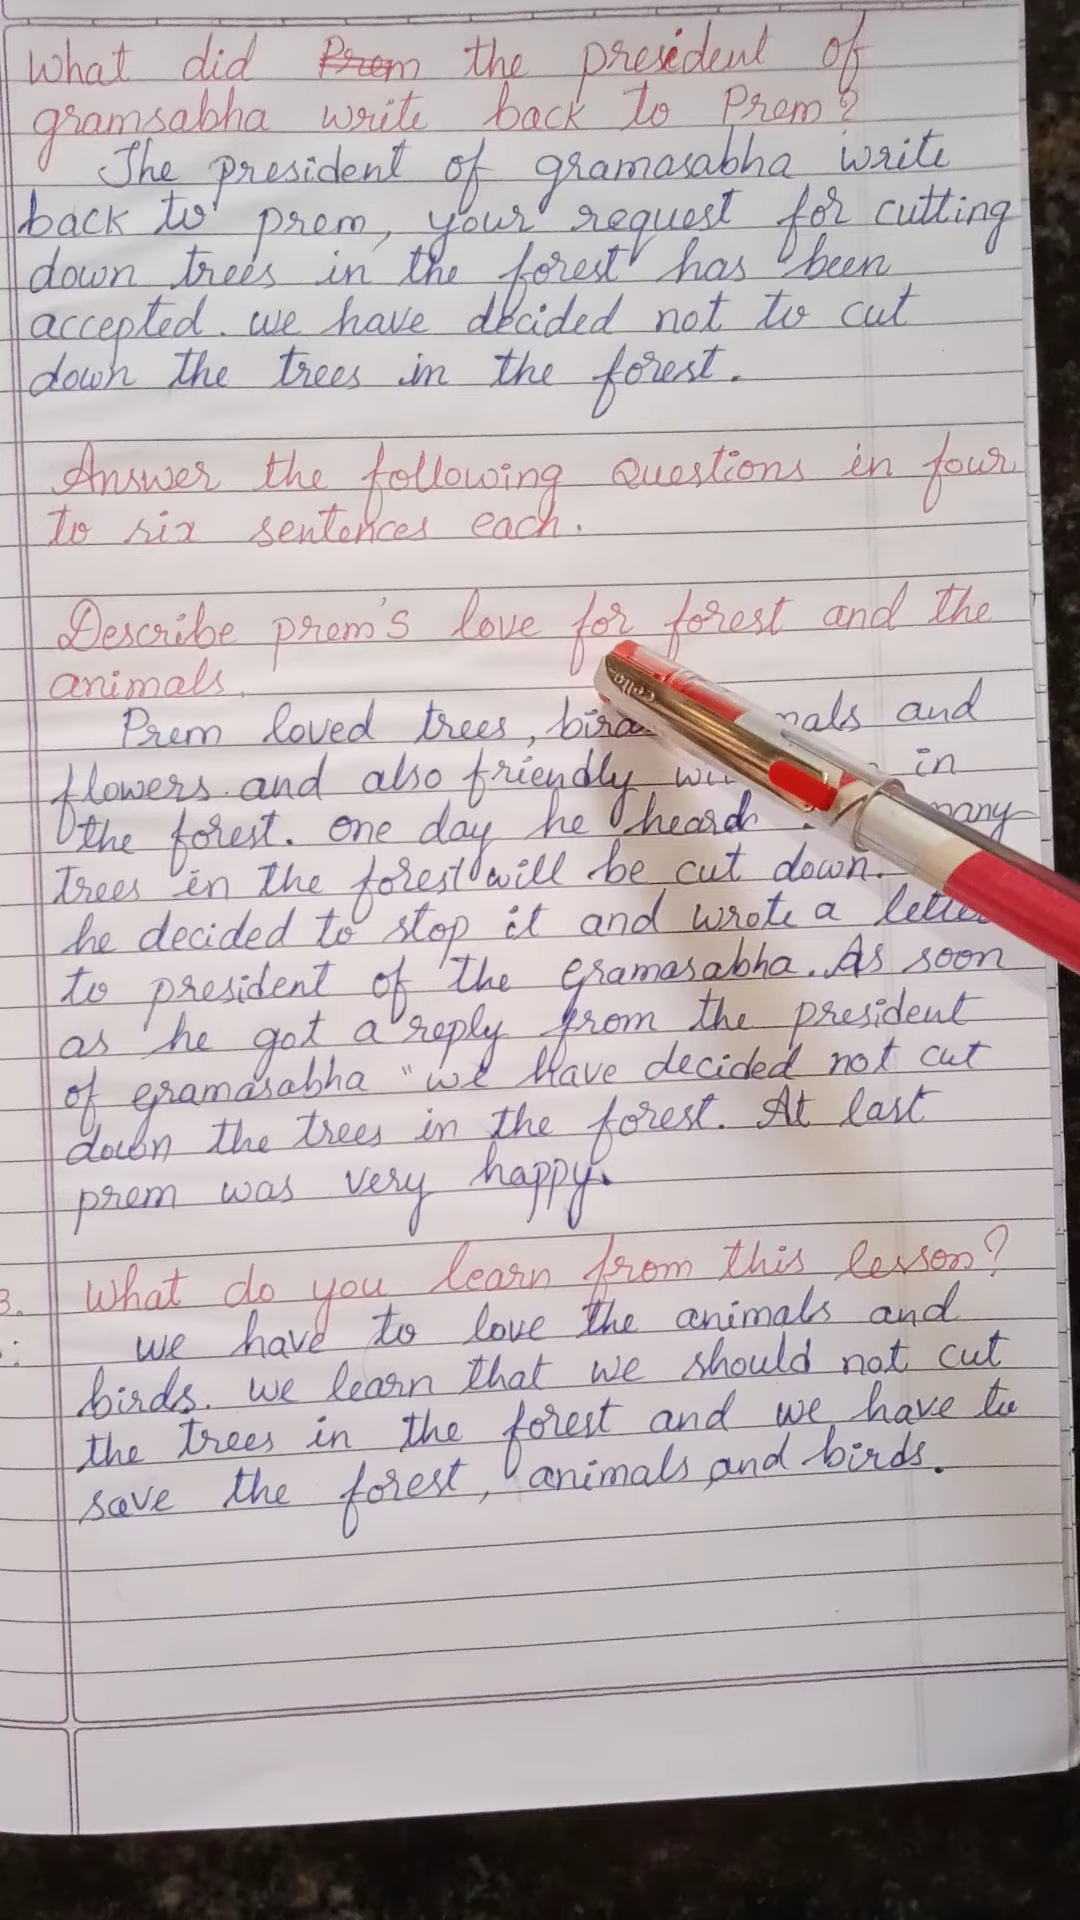 What did Prem the president of
gramsabha write back to Prem?
The president of gramasabha write
back to prem, your request for cutting
down trees in the forest has been
accepted. we have decided not to cut
down the trees in the forest.
Answer the following Questions in four
to six sentences each.
Describe prem's love for forest and the
animals.
Prem loved trees, and
flowers. and also friendly in
the forest. one day he heard many
trees in the forest will be cut down.
he decided to stop it and wrote a letter
to president of the gramasabha. As soon
as he got a reply from the president
of gramasabha "we have decided not cut
down the trees in the forest. At last
prem was very happy.
3. What do you learn from this lesson?
: we have to love the animals and
birds. we learn that we should not cut
the trees in the forest and we have to
save the forest, animals, and birds.
cello